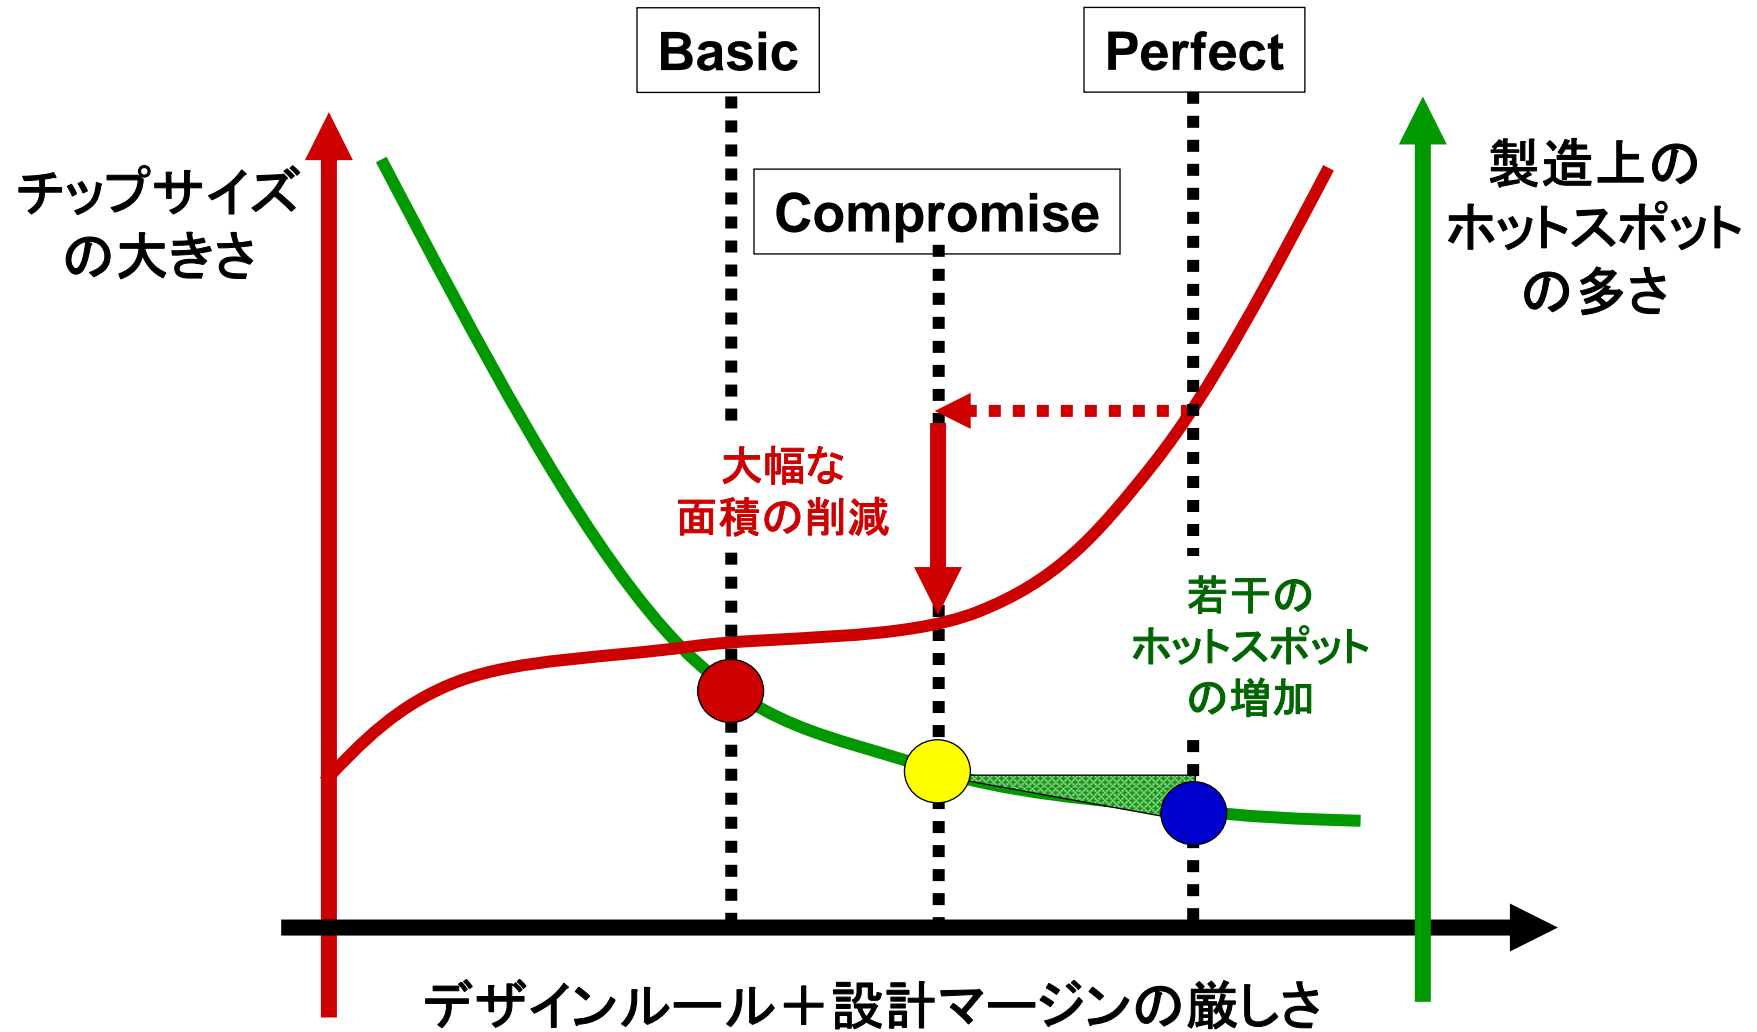 Basic
Perfect
チップサイズ
の大きさ
製造上の
ホットスポット
の多さ
Compromise
大幅な
面積の削減
若干の
ホットスポット
の増加
デザインルール＋設計マージンの厳しさ